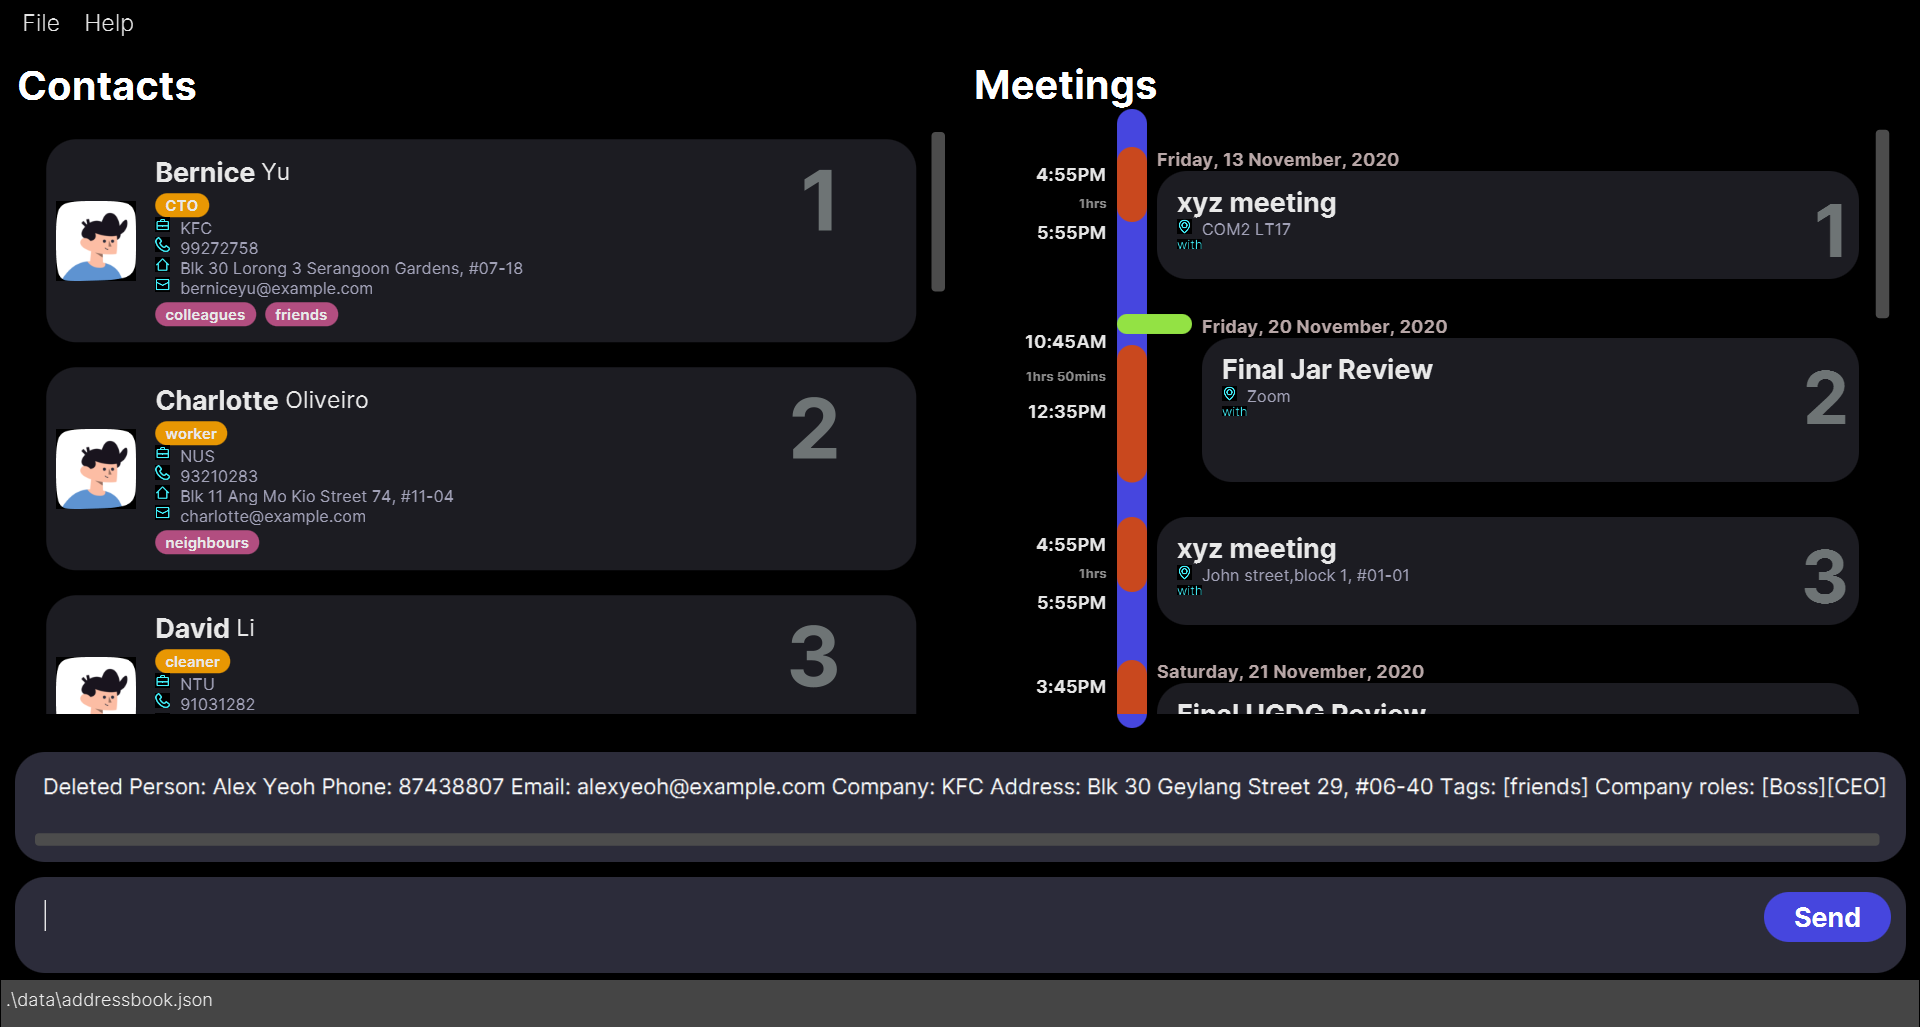 File Help
Contacts
Bernice Yu
1
CTO
KFC
99272758
Blk 30 Lorong 3 Serangoon Gardens, #07-18
berniceyu@example.com
colleagues friends
Charlotte Oliveiro
2
worker
NUS
93210283
Blk 11 Ang Mo Kio Street 74, #11-04
charlotte@example.com
neighbours
David Li
3
cleaner
NTU
91031282
Meetings
Friday, 13 November, 2020
4:55PM
1hrs
5:55PM
xyz meeting
COM2 LT17
with
1
Friday, 20 November, 2020
10:45AM
1hrs 50mins
12:35PM
Final Jar Review
Zoom
with
2
4:55PM
1hrs
5:55PM
xyz meeting
John street,block 1, #01-01
with
3
Saturday, 21 November, 2020
3:45PM
Final UGDG Review
Deleted Person: Alex Yeoh Phone: 87438807 Email: alexyeoh@example.com Company: KFC Address: Blk 30 Geylang Street 29, #06-40 Tags: [friends] Company roles: [Boss][CEO]
Send
.\data\addressbook.json